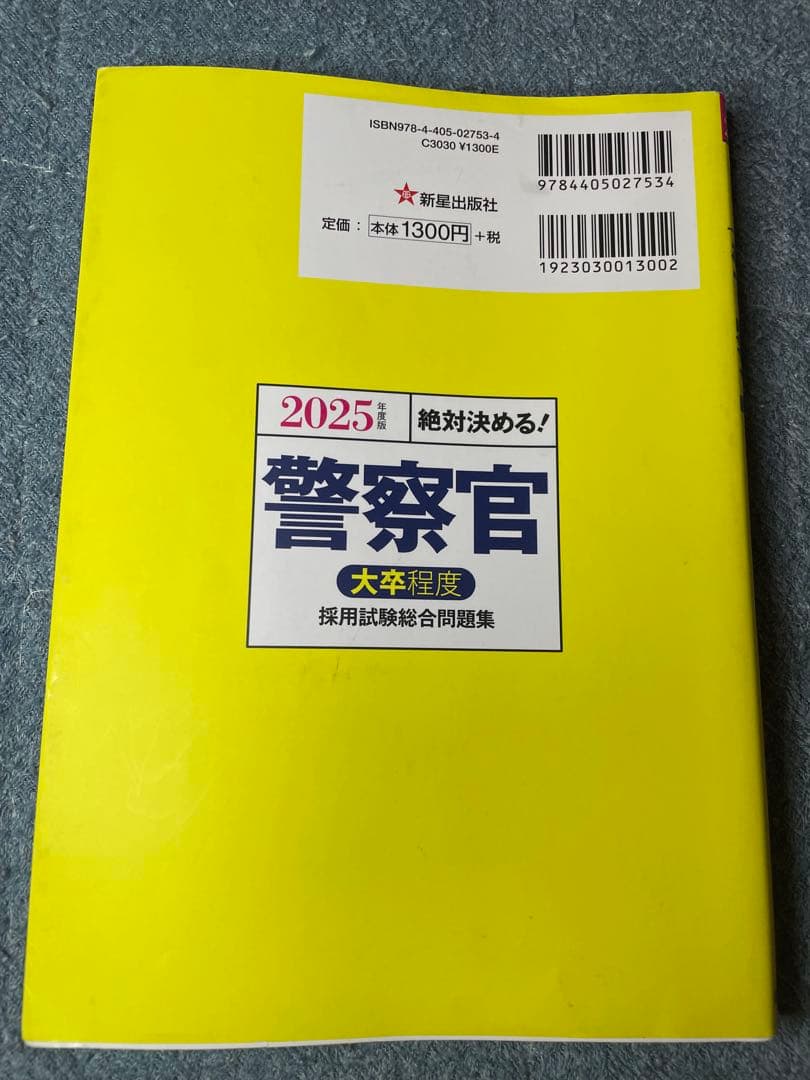 ISBN978-4-405-02753-4
C3030 ¥1300E
9784405027534
新星出版社
定価：本体1300円+税
1923030013002
2025年度版
絶対決める！
警察官
大卒程度
採用試験総合問題集